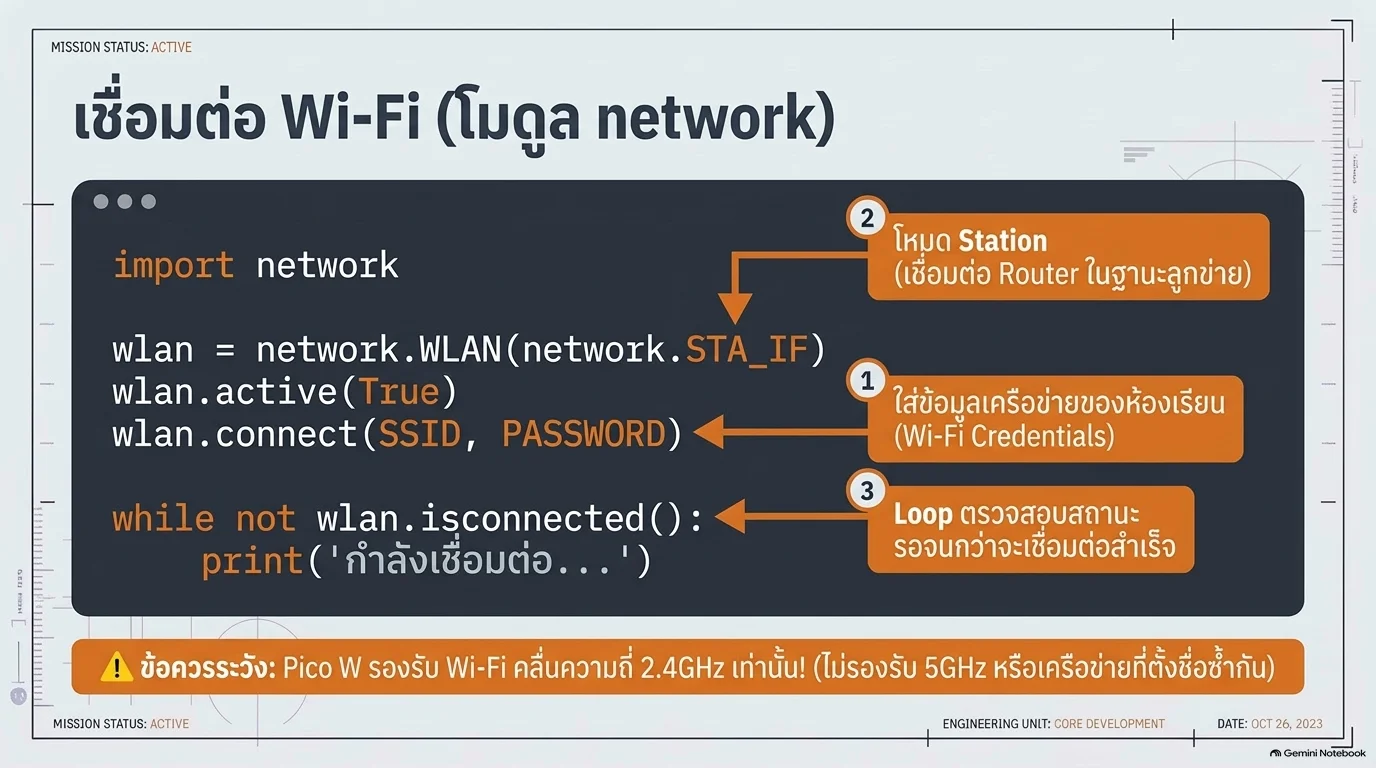 MISSION STATUS: ACTIVE
เชื่อมต่อ Wi-Fi (โมดูล network)
import network
wlan = network.WLAN(network.STA_IF)
wlan.active(True)
wlan.connect(SSID, PASSWORD)
while not wlan.isconnected():
    print('กำลังเชื่อมต่อ...')
2
โหมด Station
(เชื่อมต่อ Router ในฐานะลูกข่าย)
1
ใส่ข้อมูลเครือข่ายของห้องเรียน
(Wi-Fi Credentials)
3
Loop ตรวจสอบสถานะ
รอจนกว่าจะเชื่อมต่อสำเร็จ
ข้อควรระวัง: Pico W รองรับ Wi-Fi คลื่นความถี่ 2.4GHz เท่านั้น! (ไม่รองรับ 5GHz หรือเครือข่ายที่ตั้งชื่อซ้ำกัน)
MISSION STATUS: ACTIVE
ENGINEERING UNIT: CORE DEVELOPMENT
DATE: OCT 26, 2023
Gemini Notebook